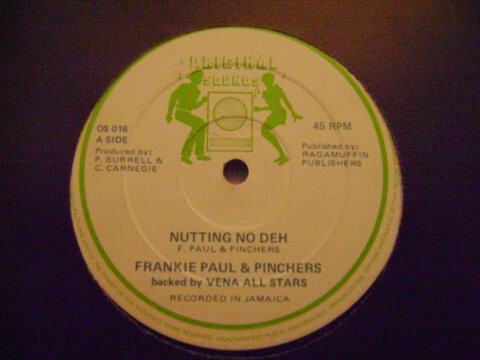 ORIGINAL
SOUNDS
OS 016
A SIDE
Produced by:
P. BURRELL &
C. CARNEGIE
45 RPM
Published by:
RAGAMUFFIN
PUBLISHERS
NUTTING NO DEH
F. PAUL & PINCHERS
FRANKIE PAUL & PINCHERS
backed by VENA ALL STARS
RECORDED IN JAMAICA